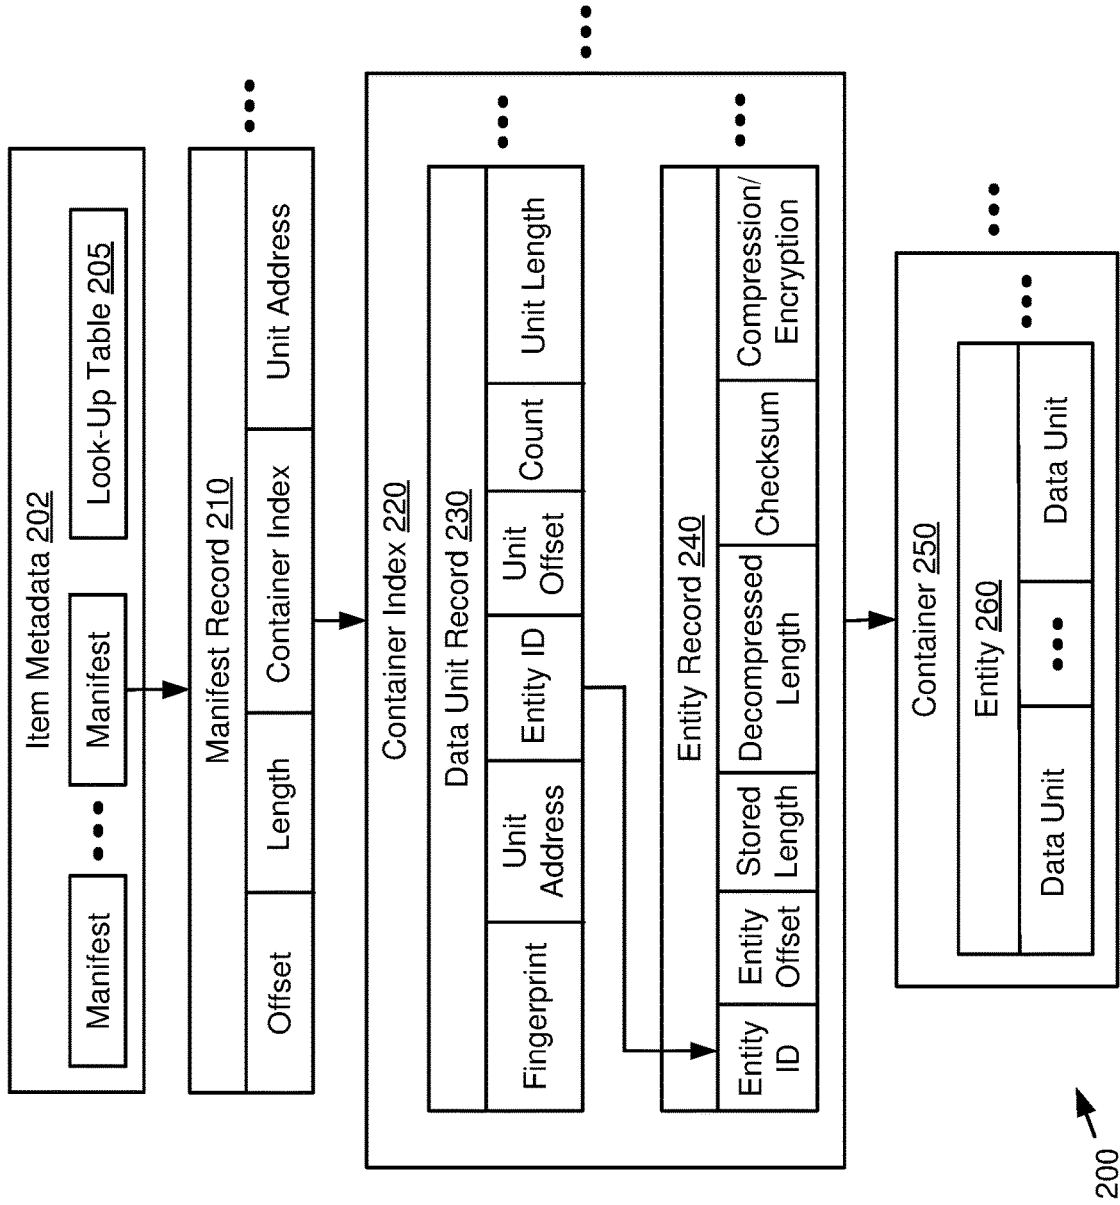 Item Metadata 202
Manifest
Manifest
Look-Up Table 205
Manifest Record 210
Offset
Length
Container Index
Unit Address
Container Index 220
Data Unit Record 230
Fingerprint
Unit
Address
Entity ID
Unit
Offset
Count
Unit Length
Entity Record 240
Entity
ID
Entity
Offset
Stored
Length
Decompressed
Length
Checksum
Compression/
Encryption
Container 250
Entity 260
Data Unit
Data Unit
200